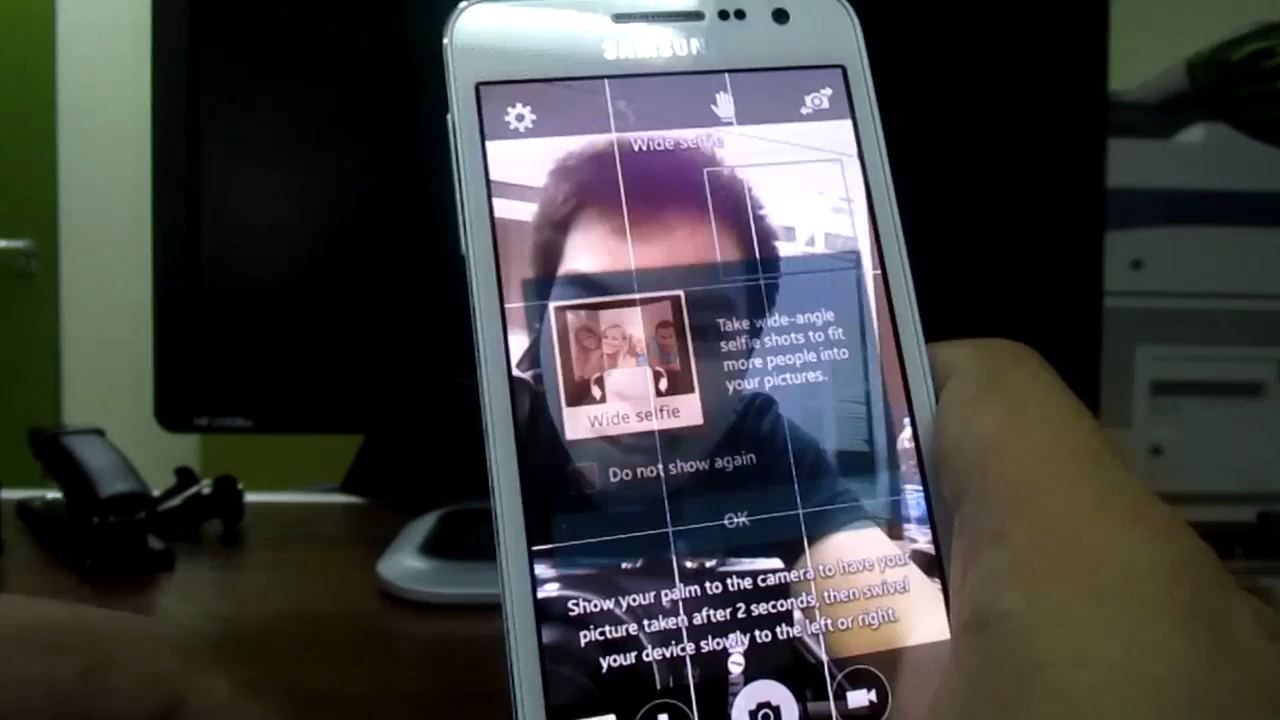 SAMSUNG
Wide selfie
Take wide-angle
selfie shots to fit
more people into
your pictures.
Wide selfie
Do not show again
OK
Show your palm to the camera to have your
picture taken after 2 seconds, then swivel
your device slowly to the left or right.